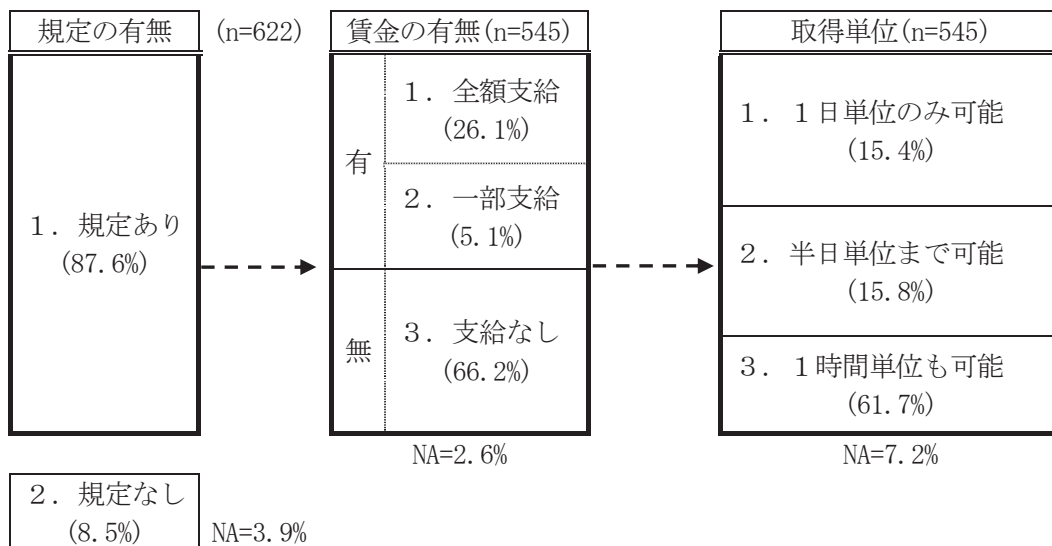 規定の有無 (n=622)
1. 規定あり
(87.6%)
2. 規定なし
(8.5%) NA=3.9%
賃金の有無(n=545)
有
1. 全額支給
(26.1%)
2. 一部支給
(5.1%)
無
3. 支給なし
(66.2%)
NA=2.6%
取得単位(n=545)
1. 1日単位のみ可能
(15.4%)
2. 半日単位まで可能
(15.8%)
3. 1時間単位も可能
(61.7%)
NA=7.2%